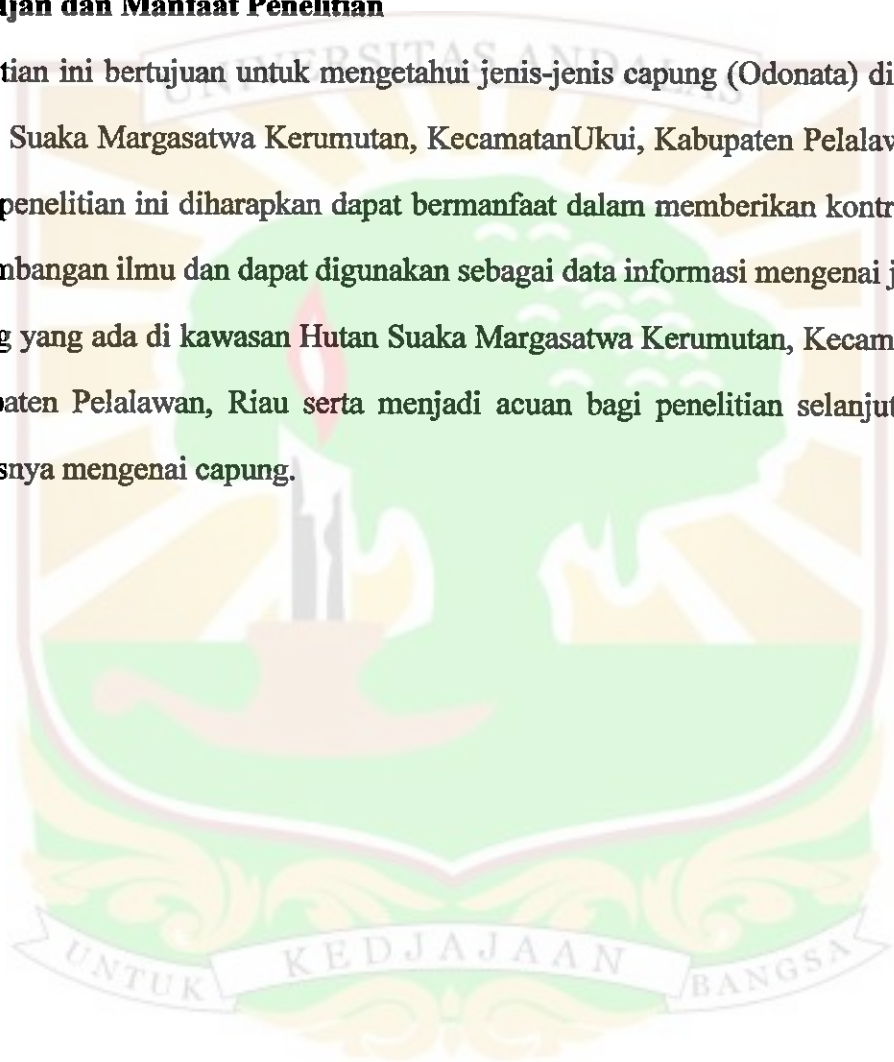 dan Manfaat Penelitian
UNIVERSITAS ANDALAS
tian ini bertujuan untuk mengetahui jenis-jenis capung (Odonata) di
Suaka Margasatwa Kerumutan, KecamatanUkui, Kabupaten Pelalaw
penelitian ini diharapkan dapat bermanfaat dalam memberikan kontr
mbangan ilmu dan dapat digunakan sebagai data informasi mengenai j
g yang ada di kawasan Hutan Suaka Margasatwa Kerumutan, Kecam
paten Pelalawan, Riau serta menjadi acuan bagi penelitian selanjut
snya mengenai capung.
UNTUK KEDJAJAAN BANGSA